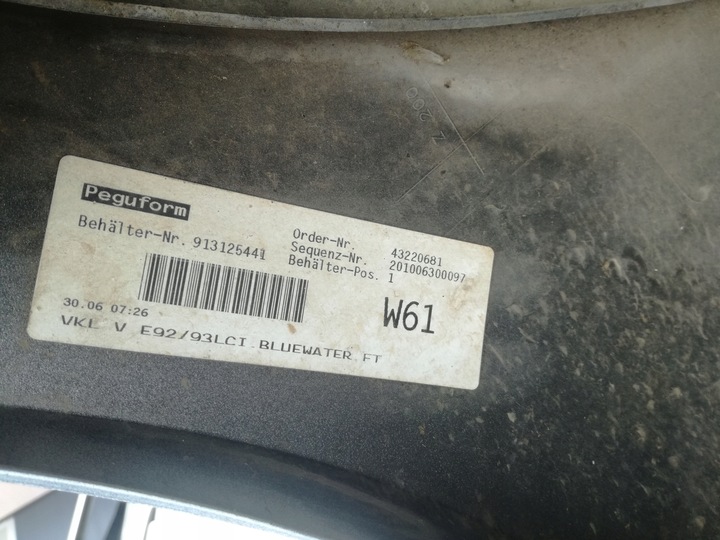 Peguform
Behälter-Nr. 913125441
Order-Nr. 43220681
Sequenz-Nr. 201006300097
Behälter-Pos. 1
30.06 07:26
W61
VKL V E92/93LCI BLUEWATER FT